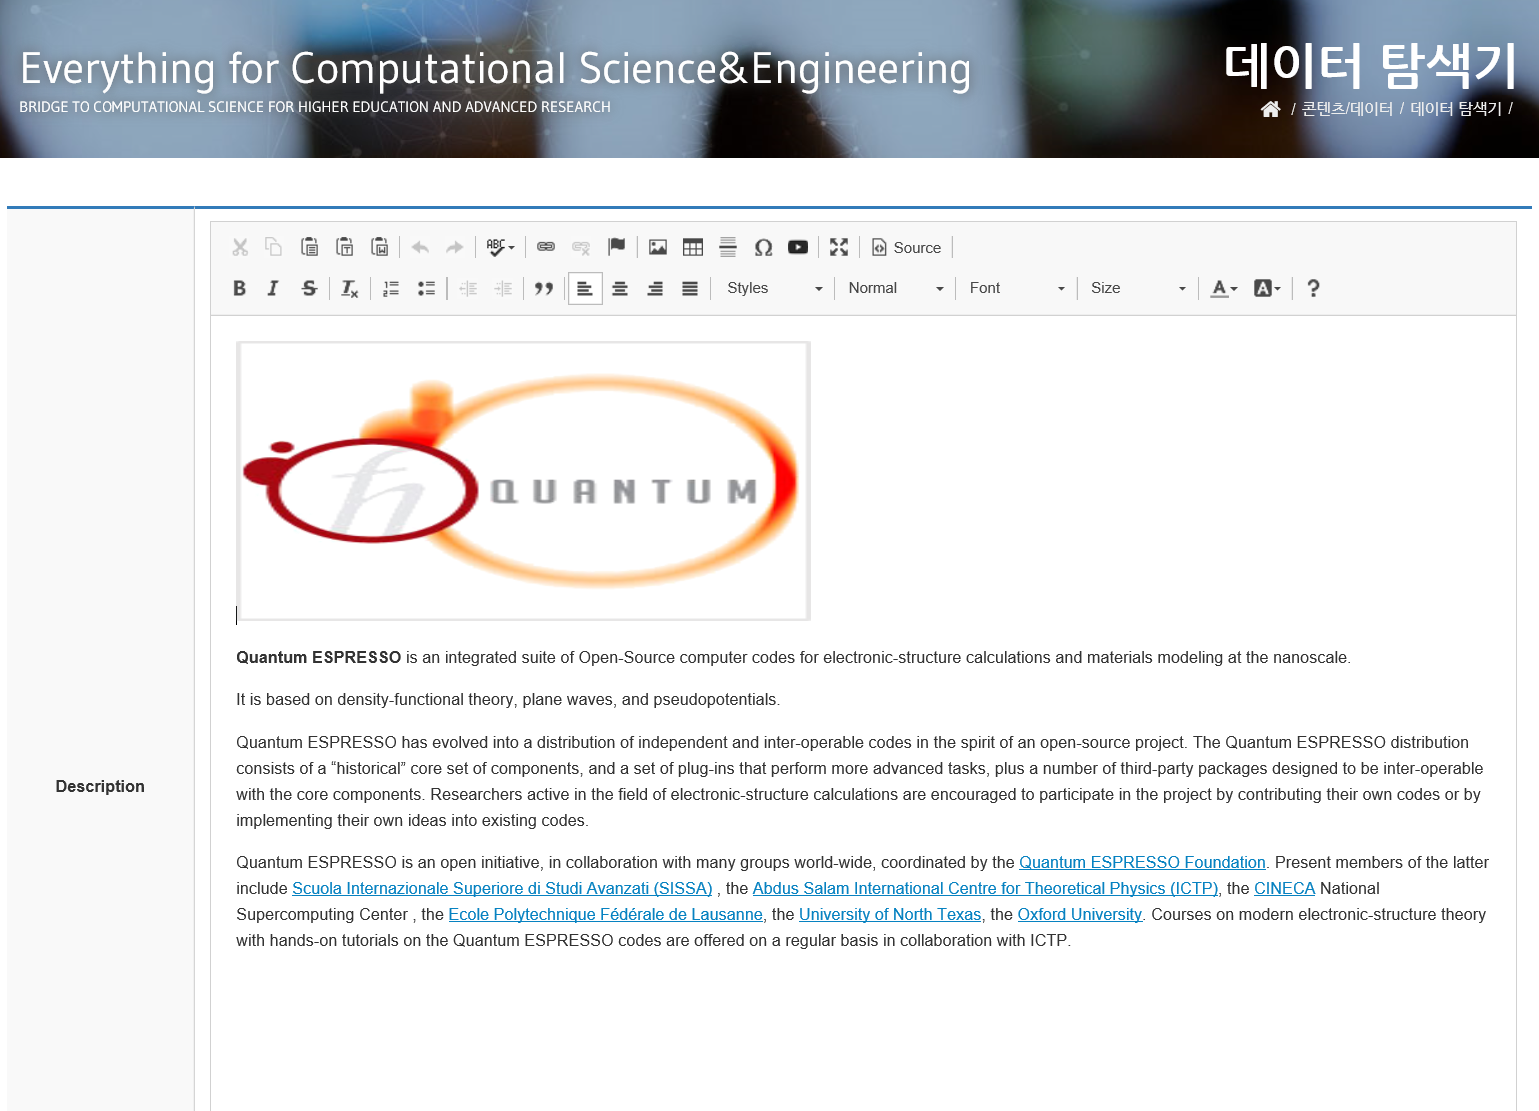 Everything for Computational Science&Engineering
BRIDGE TO COMPUTATIONAL SCIENCE FOR HIGHER EDUCATION AND ADVANCED RESEARCH
데이터 탐색기
/ 콘텐츠/데이터 / 데이터 탐색기 /
ABC
Source
B I S Tx
Styles Normal Font Size A A ?
QUANTUM
Description
Quantum ESPRESSO is an integrated suite of Open-Source computer codes for electronic-structure calculations and materials modeling at the nanoscale.
It is based on density-functional theory, plane waves, and pseudopotentials.
Quantum ESPRESSO has evolved into a distribution of independent and inter-operable codes in the spirit of an open-source project. The Quantum ESPRESSO distribution
consists of a “historical” core set of components, and a set of plug-ins that perform more advanced tasks, plus a number of third-party packages designed to be inter-operable
with the core components. Researchers active in the field of electronic-structure calculations are encouraged to participate in the project by contributing their own codes or by
implementing their own ideas into existing codes.
Quantum ESPRESSO is an open initiative, in collaboration with many groups world-wide, coordinated by the Quantum ESPRESSO Foundation. Present members of the latter
include Scuola Internazionale Superiore di Studi Avanzati (SISSA) , the Abdus Salam International Centre for Theoretical Physics (ICTP), the CINECA National
Supercomputing Center , the Ecole Polytechnique Fédérale de Lausanne, the University of North Texas, the Oxford University. Courses on modern electronic-structure theory
with hands-on tutorials on the Quantum ESPRESSO codes are offered on a regular basis in collaboration with ICTP.